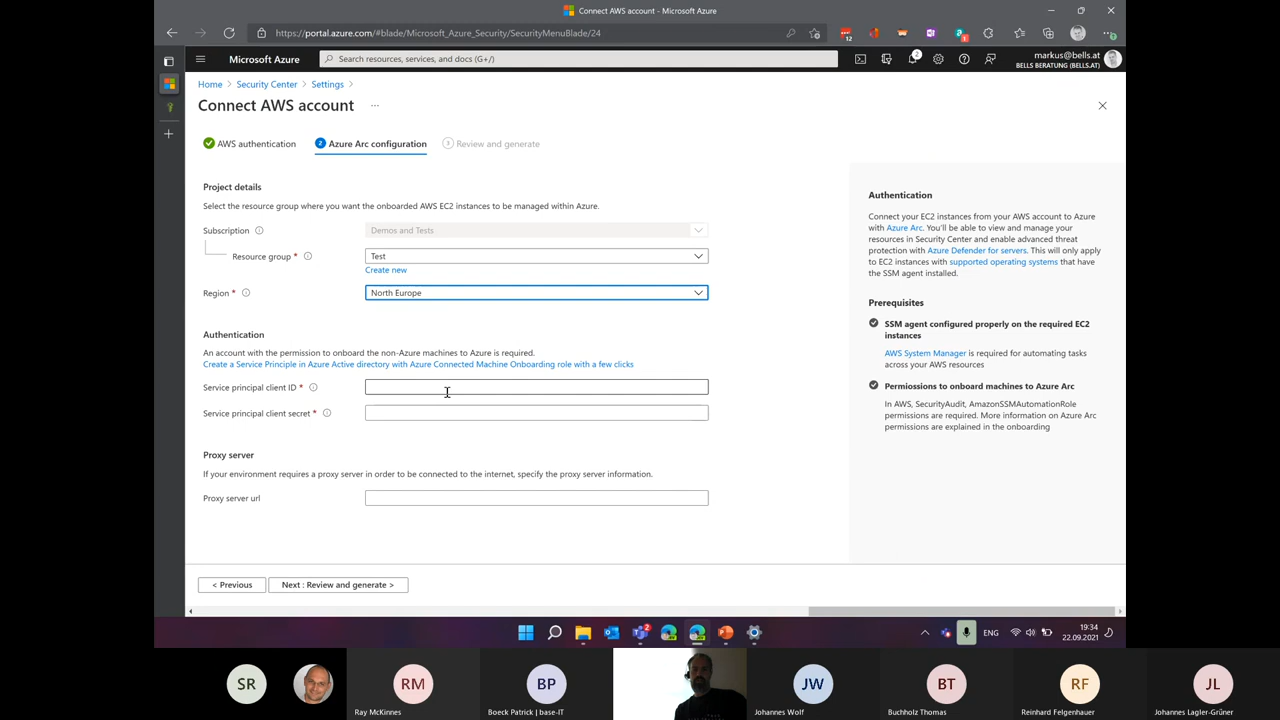 Connect AWS account - Microsoft Azure
https://portal.azure.com/#blade/Microsoft_Azure_Security/SecurityMenuBlade/24
12
Microsoft Azure
Search resources, services, and docs (G+/)
2
markus@bells.at
BELLS BERATUNG (BELLS.AT)
Home > Security Center > Settings >
Connect AWS account ...
AWS authentication
2 Azure Arc configuration
3 Review and generate
Project details
Select the resource group where you want the onboarded AWS EC2 instances to be managed within Azure.
Subscription
Demos and Tests
Resource group *
Test
Create new
Region *
North Europe
Authentication
An account with the permission to onboard the non-Azure machines to Azure is required.
Create a Service Principle in Azure Active directory with Azure Connected Machine Onboarding role with a few clicks
Service principal client ID *
Service principal client secret *
Proxy server
If your environment requires a proxy server in order to be connected to the internet, specify the proxy server information.
Proxy server url
< Previous
Next : Review and generate >
Authentication
Connect your EC2 instances from your AWS account to Azure
with Azure Arc. You'll be able to view and manage your
resources in Security Center and enable advanced threat
protection with Azure Defender for servers. This will only apply
to EC2 instances with supported operating systems that have
the SSM agent installed.
Prerequisites
SSM agent configured properly on the required EC2
instances
AWS System Manager is required for automating tasks
across your AWS resources
Permiossions to onboard machines to Azure Arc
In AWS, SecurityAudit, AmazonSSMAutomationRole
permissions are required. More information on Azure Arc
permissions are explained in the onboarding
2
ENG
19:34
22.09.2021
SR
RM
Ray McKinnes
BP
Boeck Patrick | base-IT
JW
Johannes Wolf
BT
Buchholz Thomas
RF
Reinhard Felgenhauer
JL
Johannes Lagler-Grüner